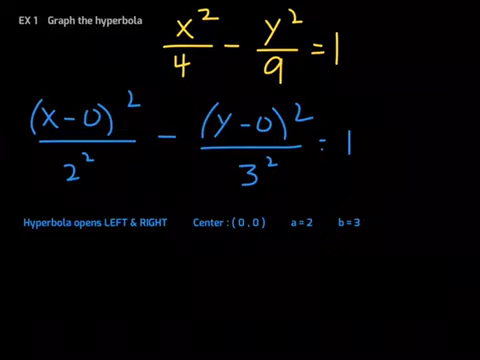 EX 1 Graph the hyperbola
x²/4 - y²/9 = 1
(x-0)²/2² - (y-0)²/3² = 1
Hyperbola opens LEFT & RIGHT Center : ( 0 , 0 ) a = 2 b = 3